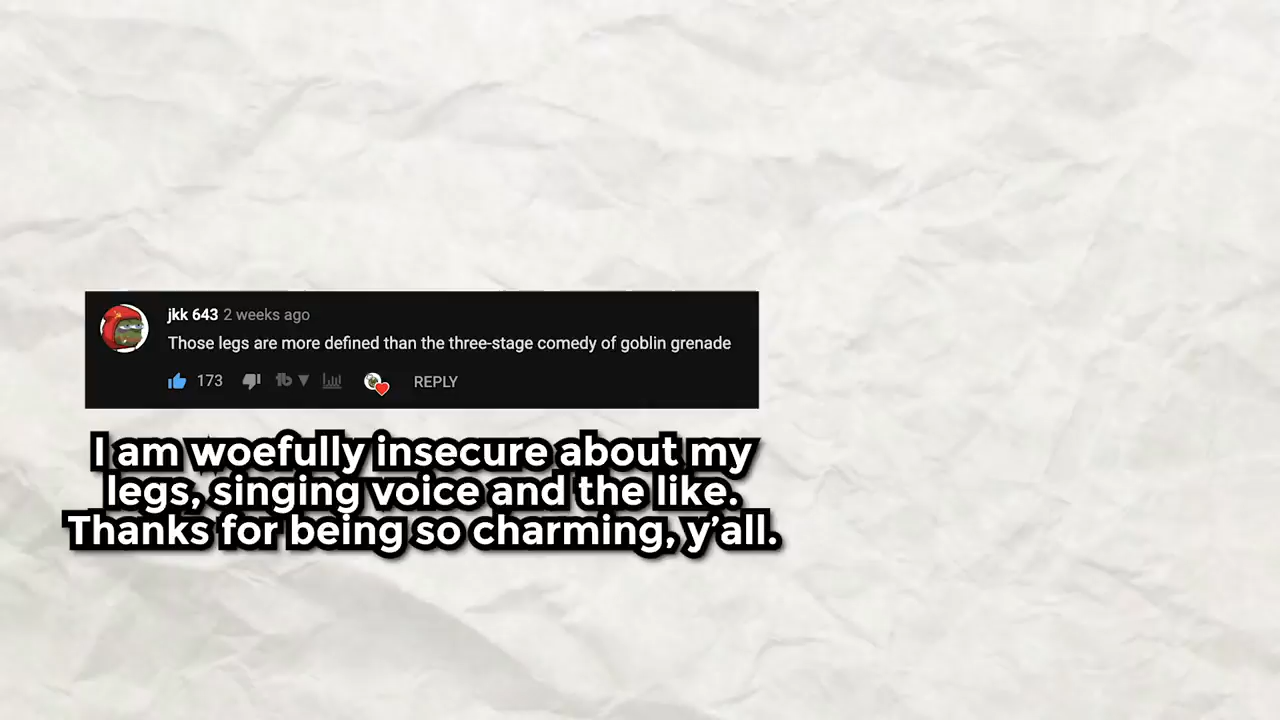 jkk 643 2 weeks ago
Those legs are more defined than the three-stage comedy of goblin grenade
173 REPLY
I am woefully insecure about my
legs, singing voice and the like.
Thanks for being so charming, y’all.